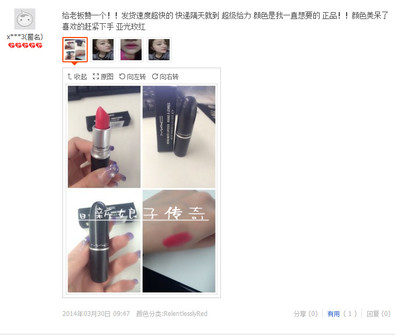 给老板赞一个！！发货速度超快的 快递隔天就到 超级给力 颜色是我一直想要的 正品！！颜色美呆了
喜欢的赶紧下手 亚光玫红
x***3(匿名)
收起 原图 向左转 向右转
新娘子传奇
2014年03月30日 09:47 颜色分类:RelentlesslyRed
分享 (0) 有用 (1) 回复 (0)